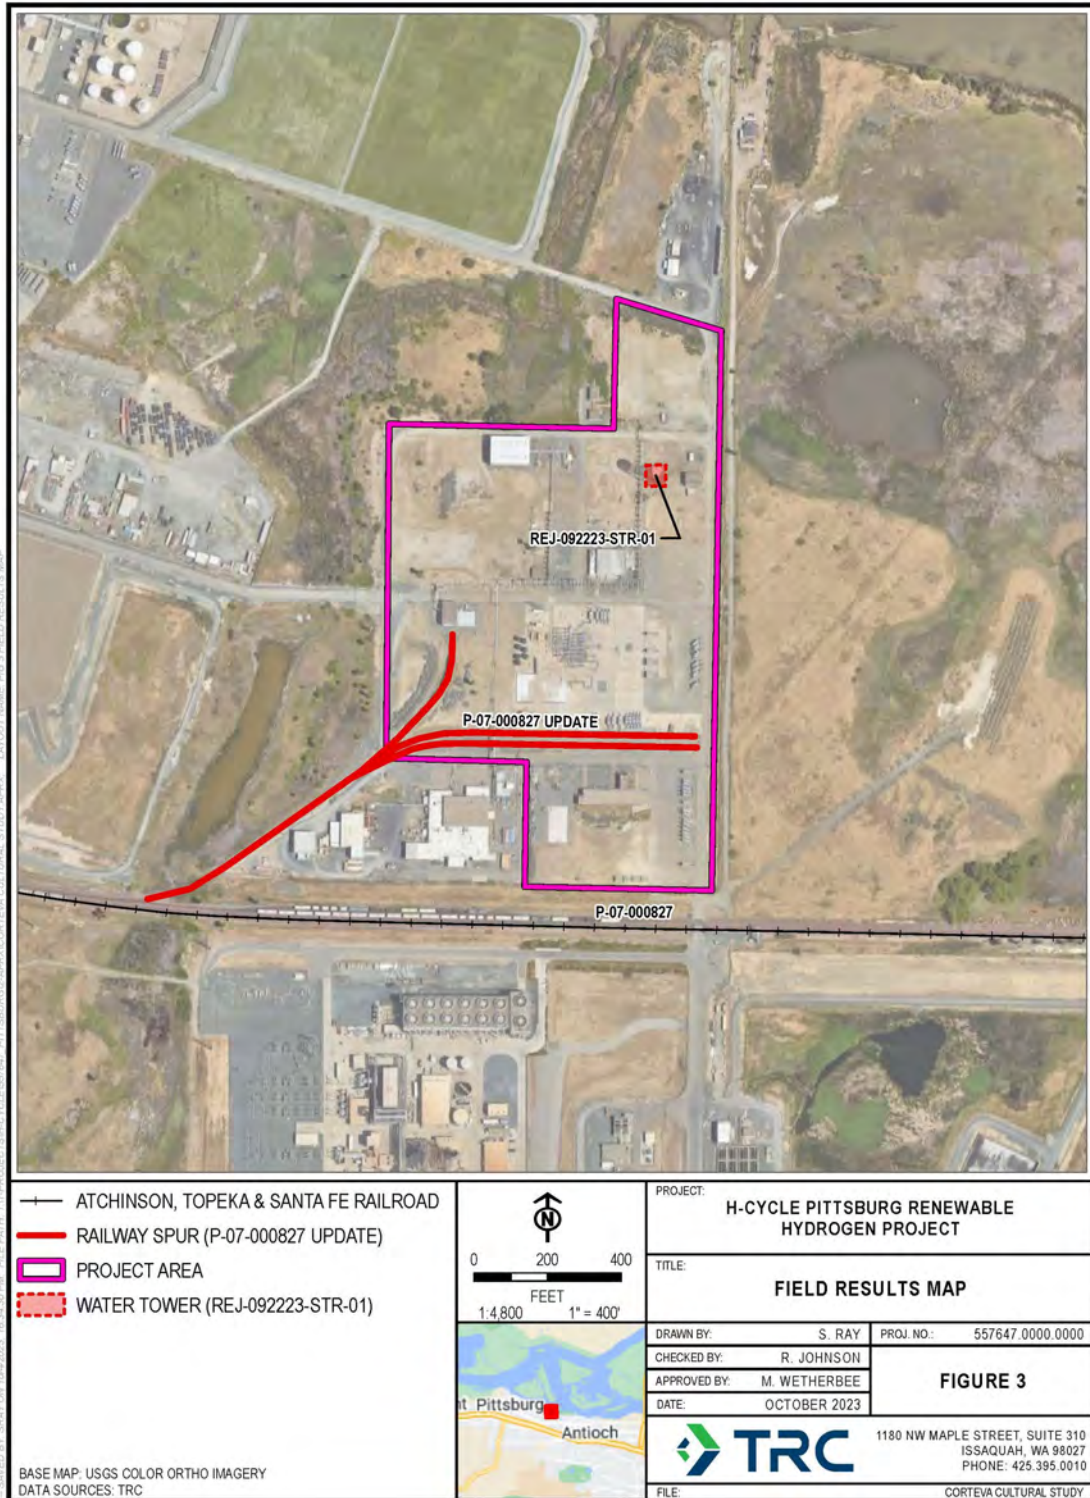 REJ-092223-STR-01
P-07-000827 UPDATE
P-07-000827
ATCHINSON, TOPEKA & SANTA FE RAILROAD
RAILWAY SPUR (P-07-000827 UPDATE)
PROJECT AREA
WATER TOWER (REJ-092223-STR-01)
BASE MAP: USGS COLOR ORTHO IMAGERY
DATA SOURCES: TRC
N
0 200 400
FEET
1:4,800 1" = 400'
Pittsburg
Antioch
PROJECT:
H-CYCLE PITTSBURG RENEWABLE
HYDROGEN PROJECT
TITLE:
FIELD RESULTS MAP
DRAWN BY: S. RAY PROJ. NO.: 557647.0000.0000
CHECKED BY: R. JOHNSON
APPROVED BY: M. WETHERBEE
FIGURE 3
DATE: OCTOBER 2023
TRC
1180 NW MAPLE STREET, SUITE 310
ISSAQUAH, WA 98027
PHONE: 425.395.0010
FILE: CORTEVA CULTURAL STUDY